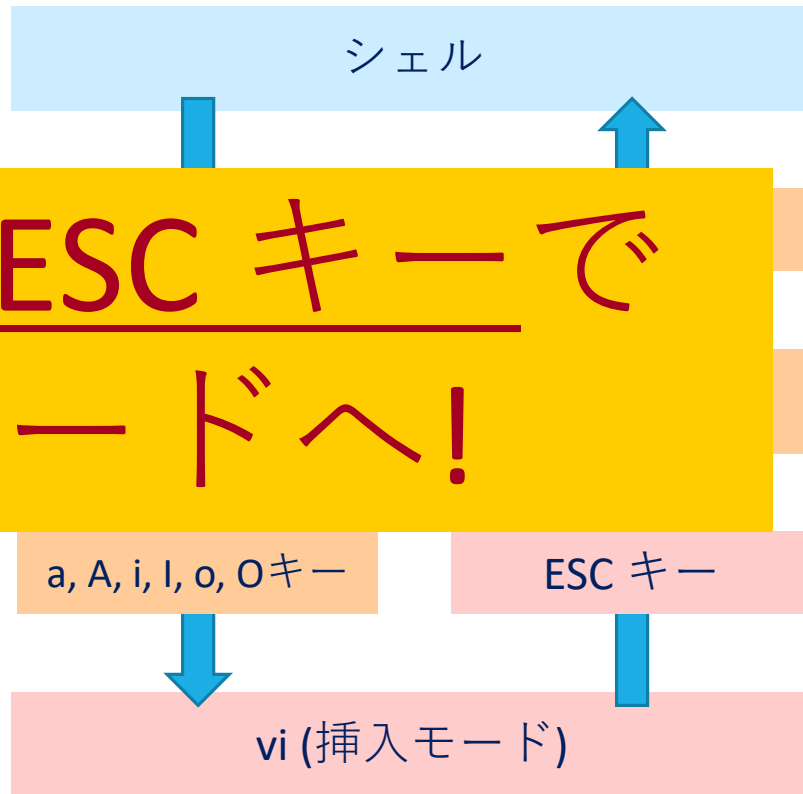 シェル
ESC キーで
ードへ!
a, A, i, I, o, Oキー
ESC キー
vi (挿入モード)